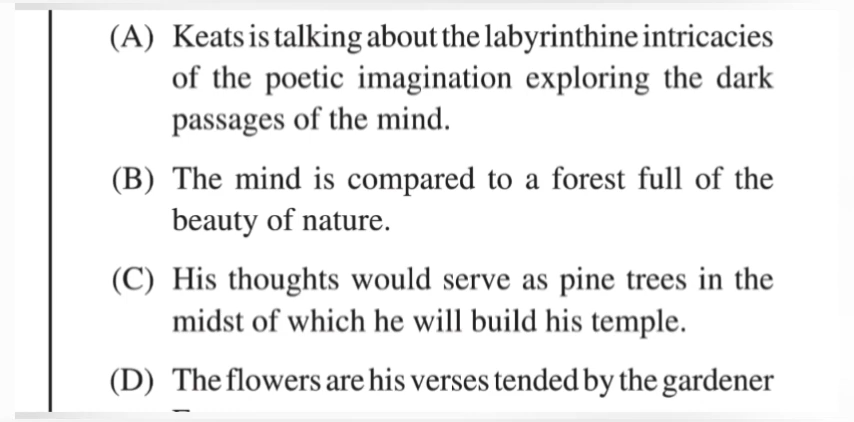 (A) Keats is talking about the labyrinthine intricacies
of the poetic imagination exploring the dark
passages of the mind.
(B) The mind is compared to a forest full of the
beauty of nature.
(C) His thoughts would serve as pine trees in the
midst of which he will build his temple.
(D) The flowers are his verses tended by the gardener